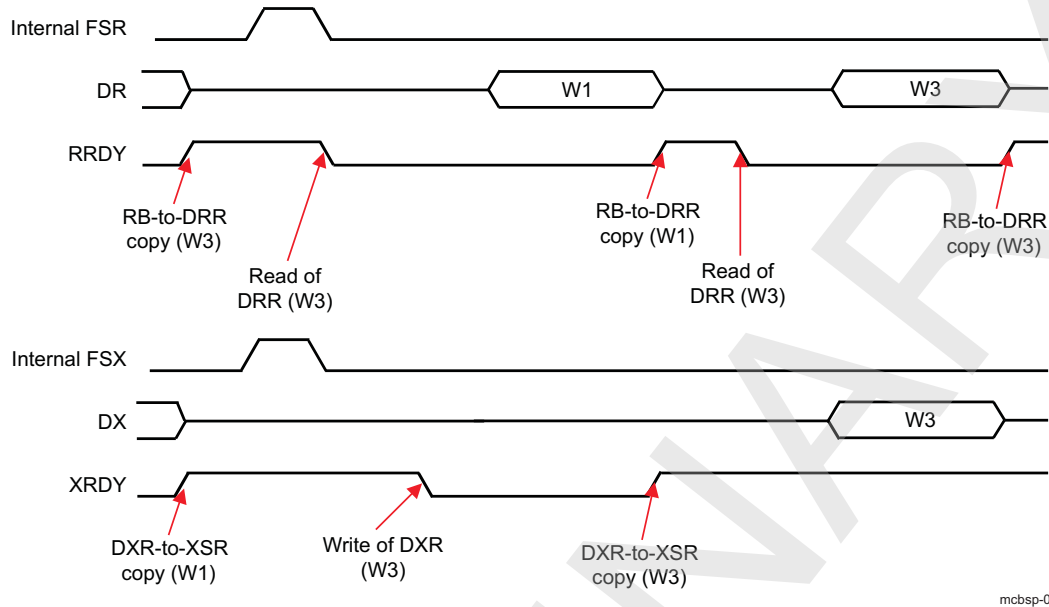 Internal FSR
DR
W1
W3
RRDY
RB-to-DRR
copy (W3)
Read of
DRR (W3)
RB-to-DRR
copy (W1)
Read of
DRR (W3)
RB-to-DRR
copy (W3)
Internal FSX
DX
W3
XRDY
DXR-to-XSR
copy (W1)
Write of DXR
(W3)
DXR-to-XSR
copy (W3)
mcbsp-0